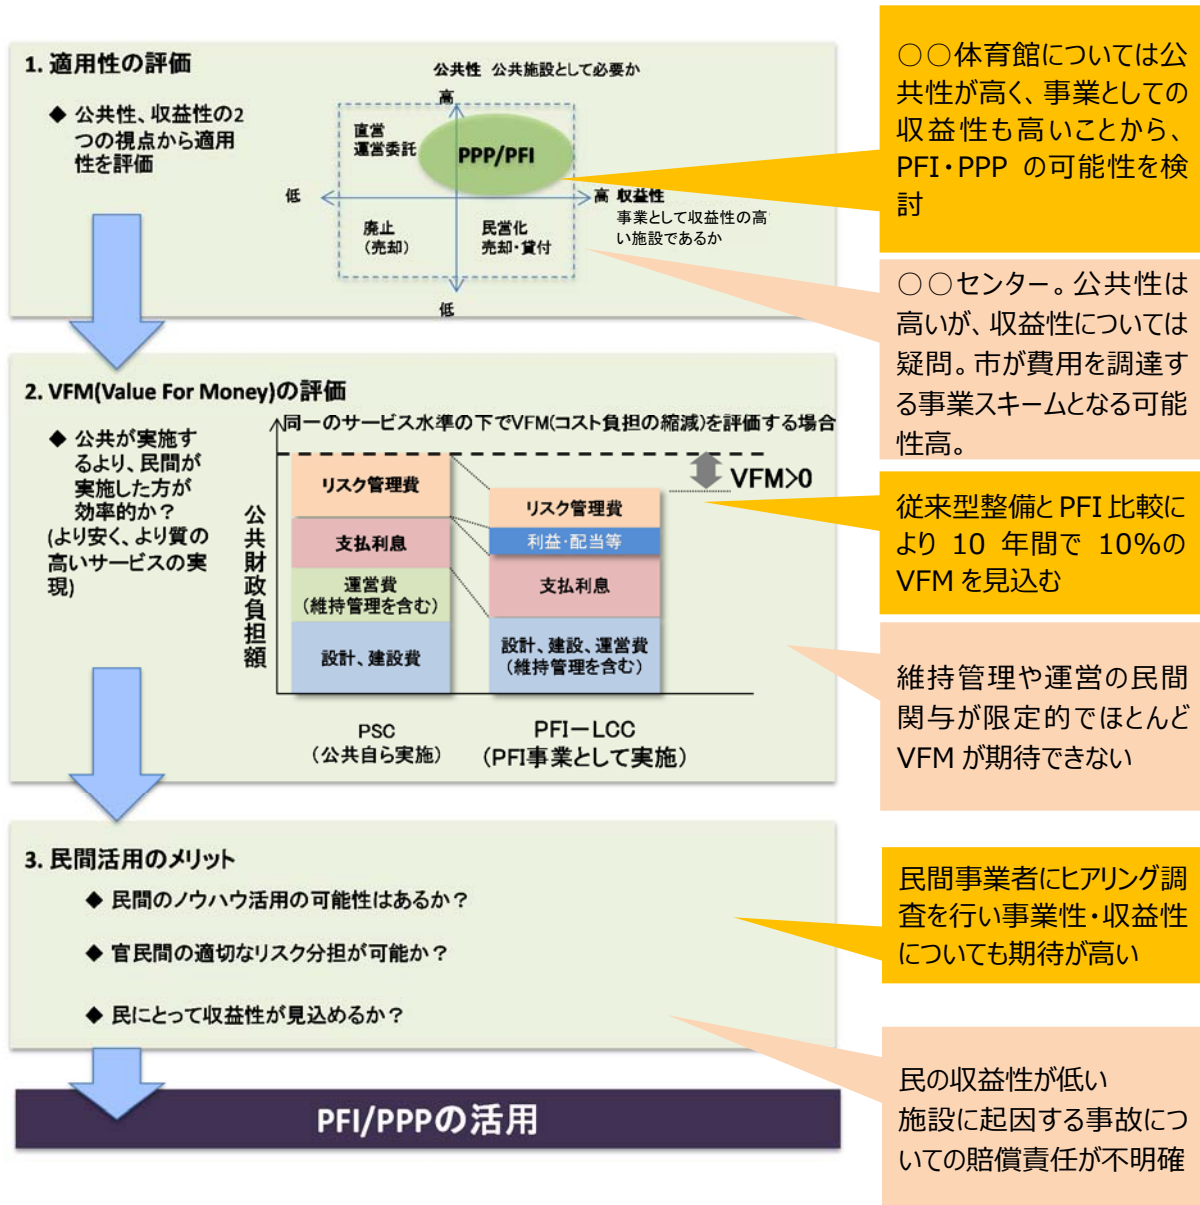 1. 適用性の評価
◆ 公共性、収益性の2
つの視点から適用
性を評価
公共性 公共施設として必要か
高
直営
運営委託
PPP/PFI
低
高 収益性
事業として収益性の高
い施設であるか
廃止
(売却)
民営化
売却・貸付
低
○○体育館については公
共性が高く、事業としての
収益性も高いことから、
PFI・PPP の可能性を検
討
○○センター。公共性は
高いが、収益性については
疑問。市が費用を調達す
る事業スキームとなる可能
性高。
2. VFM(Value For Money)の評価
◆ 公共が実施す
るより、民間が
実施した方が
効率的か？
(より安く、より質の
高いサービスの実
現)
同一のサービス水準の下でVFM(コスト負担の縮減)を評価する場合
公共財政負担額
リスク管理費
支払利息
運営費
(維持管理を含む)
設計、建設費
リスク管理費
利益・配当等
支払利息
設計、建設、運営費
(維持管理を含む)
VFM>0
PSC
(公共自ら実施)
PFI－LCC
(PFI事業として実施)
従来型整備とPFI 比較に
より 10 年間で 10%の
VFM を見込む
維持管理や運営の民間
関与が限定的でほとんど
VFM が期待できない
3. 民間活用のメリット
◆ 民間のノウハウ活用の可能性はあるか？
◆ 官民間の適切なリスク分担が可能か？
◆ 民にとって収益性が見込めるか？
民間事業者にヒアリング調
査を行い事業性・収益性
についても期待が高い
民の収益性が低い
施設に起因する事故につ
いての賠償責任が不明確
PFI/PPPの活用